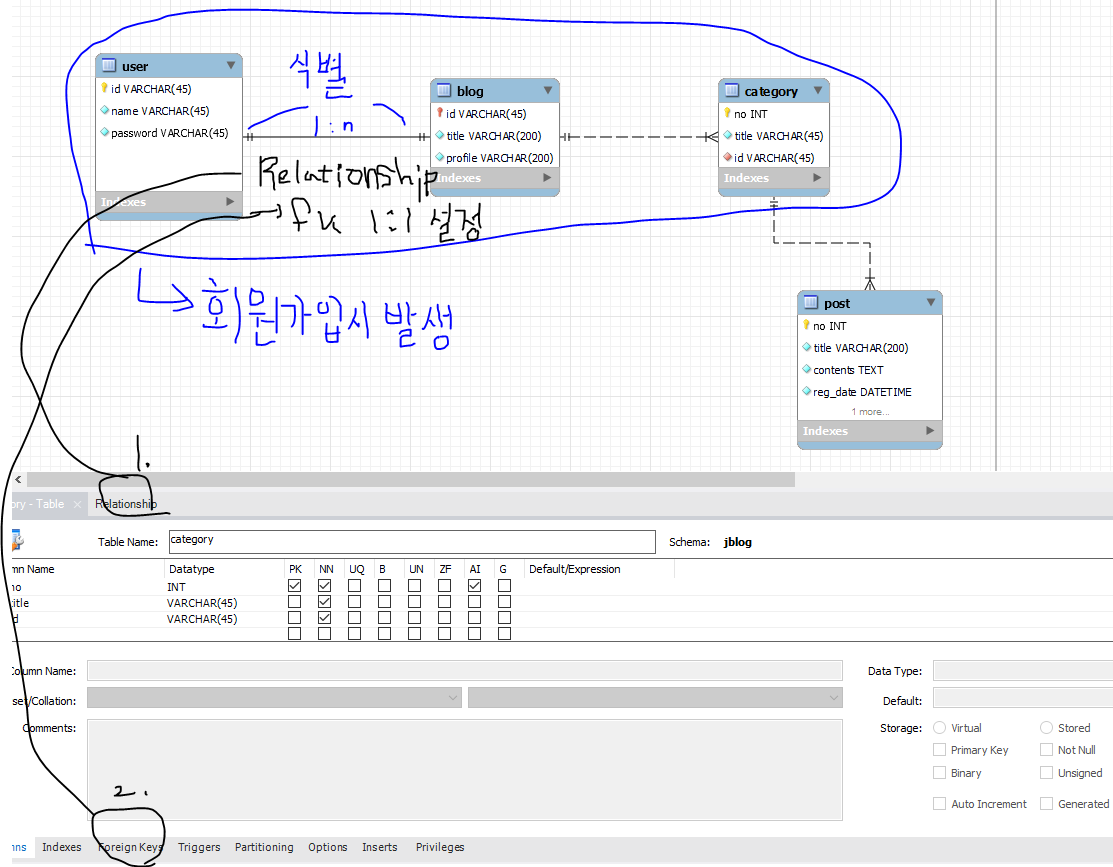 user
id VARCHAR(45)
name VARCHAR(45)
password VARCHAR(45)
Indexes
식별
1:n
blog
id VARCHAR(45)
title VARCHAR(200)
profile VARCHAR(200)
Indexes
category
no INT
title VARCHAR(45)
id VARCHAR(45)
Indexes
Relationship
fk 1:1 설정
회원가입시 발생
post
no INT
title VARCHAR(200)
contents TEXT
reg_date DATETIME
1 more...
Indexes
1.
ory - Table Relationship
Table Name: category Schema: jblog
mn Name Datatype PK NN UQ B UN ZF AI G Default/Expression
no INT
title VARCHAR(45)
d VARCHAR(45)
Column Name: Data Type:
set/Collation: Default:
Comments: Storage: Virtual Stored
Primary Key Not Null
Binary Unsigned
Auto Increment Generated
2.
nns Indexes Foreign Keys Triggers Partitioning Options Inserts Privileges